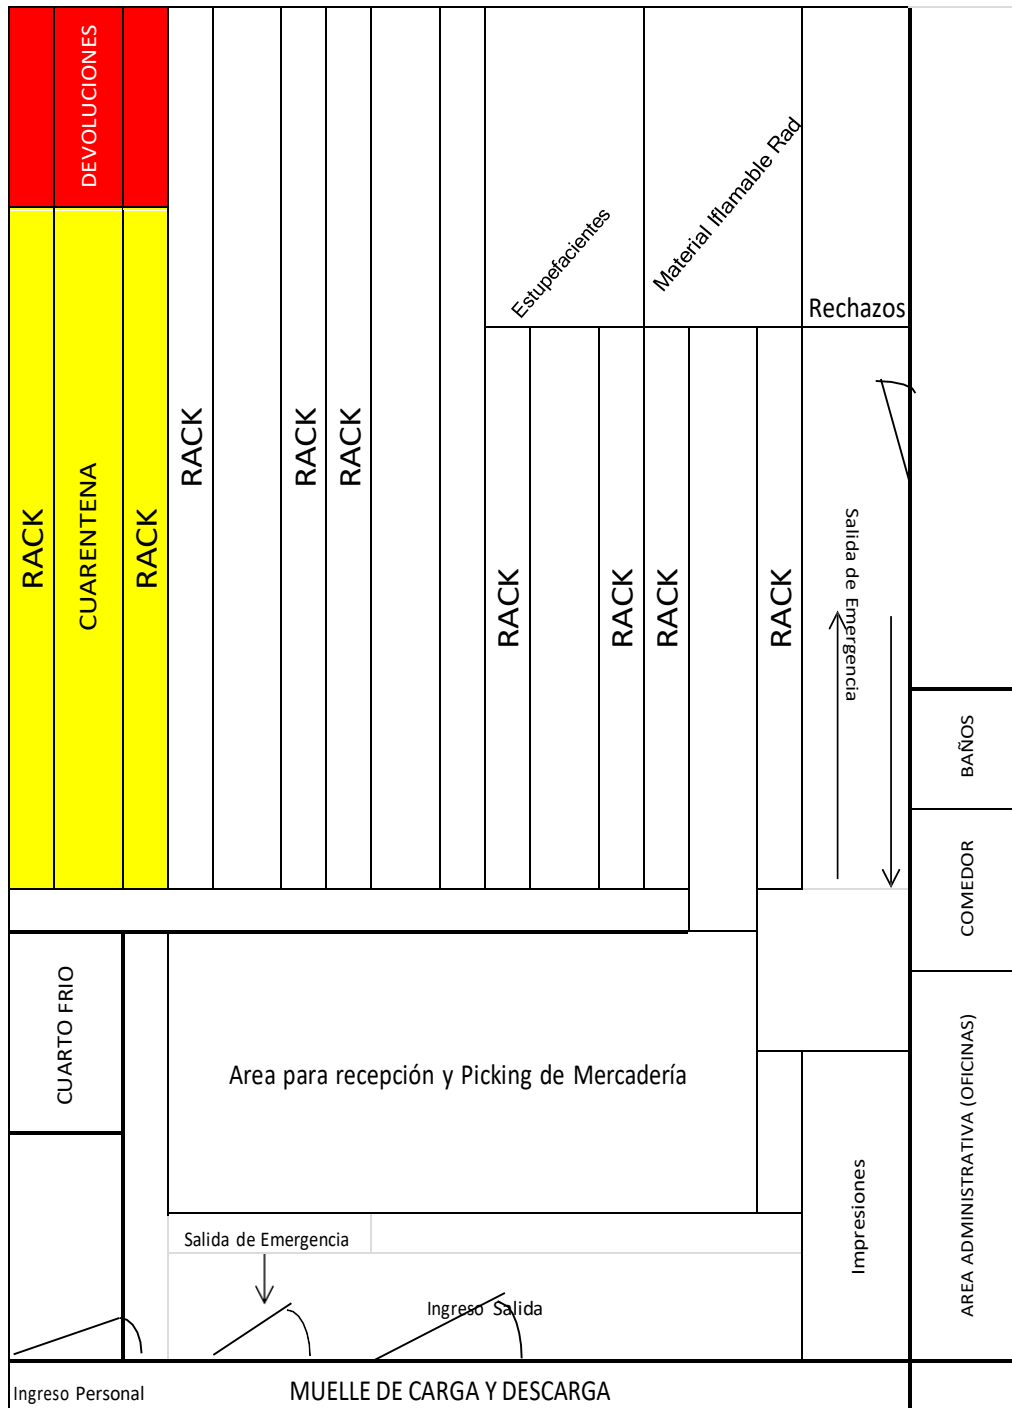 DEVOLUCIONES
Estupefacientes
Material Iflamable Rad
Rechazos
RACK
CUARENTENA
RACK
RACK
RACK
RACK
RACK
RACK
RACK
RACK
Salida de Emergencia
BAÑOS
COMEDOR
CUARTO FRIO
Area para recepción y Picking de Mercadería
Impresiones
AREA ADMINISTRATIVA (OFICINAS)
Salida de Emergencia
Ingreso Salida
Ingreso Personal
MUELLE DE CARGA Y DESCARGA